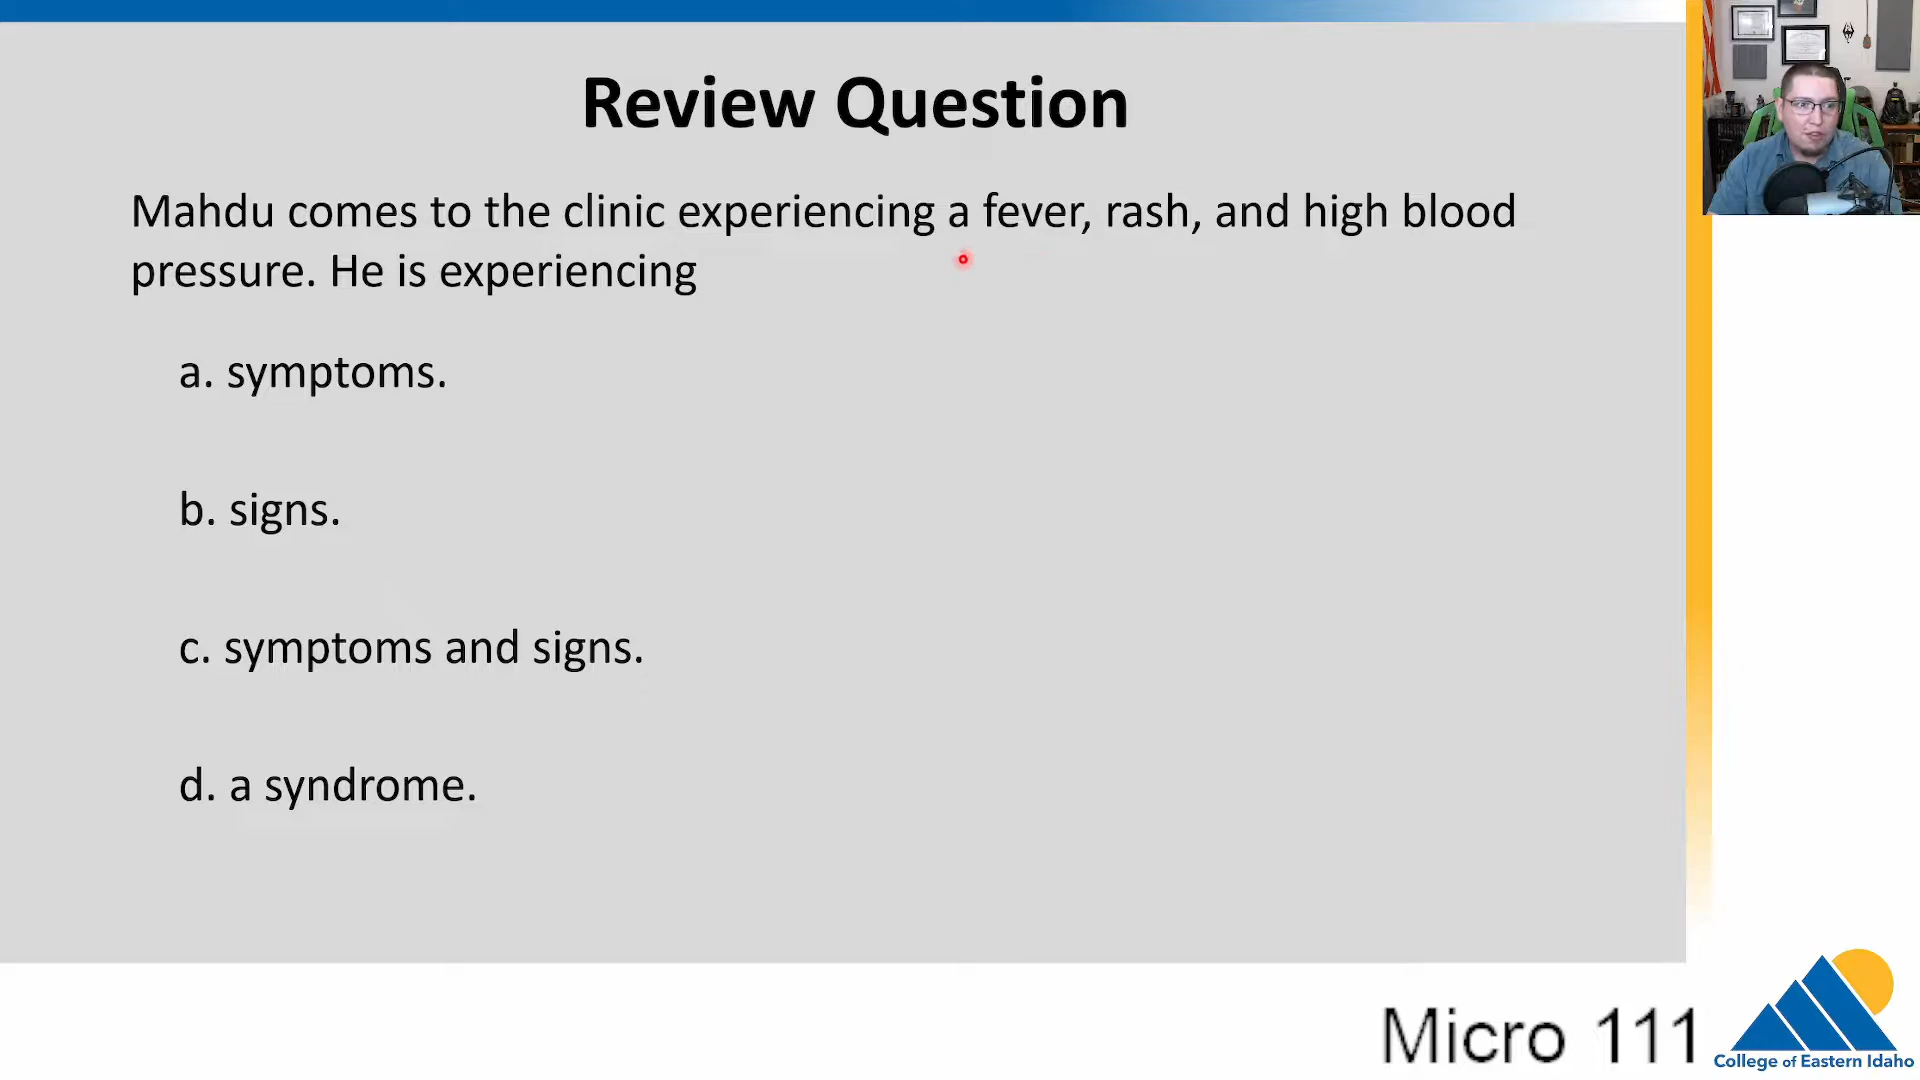 Review Question
Mahdu comes to the clinic experiencing a fever, rash, and high blood
pressure. He is experiencing
a. symptoms.
b. signs.
c. symptoms and signs.
d. a syndrome.
Micro 111
College of Eastern Idaho